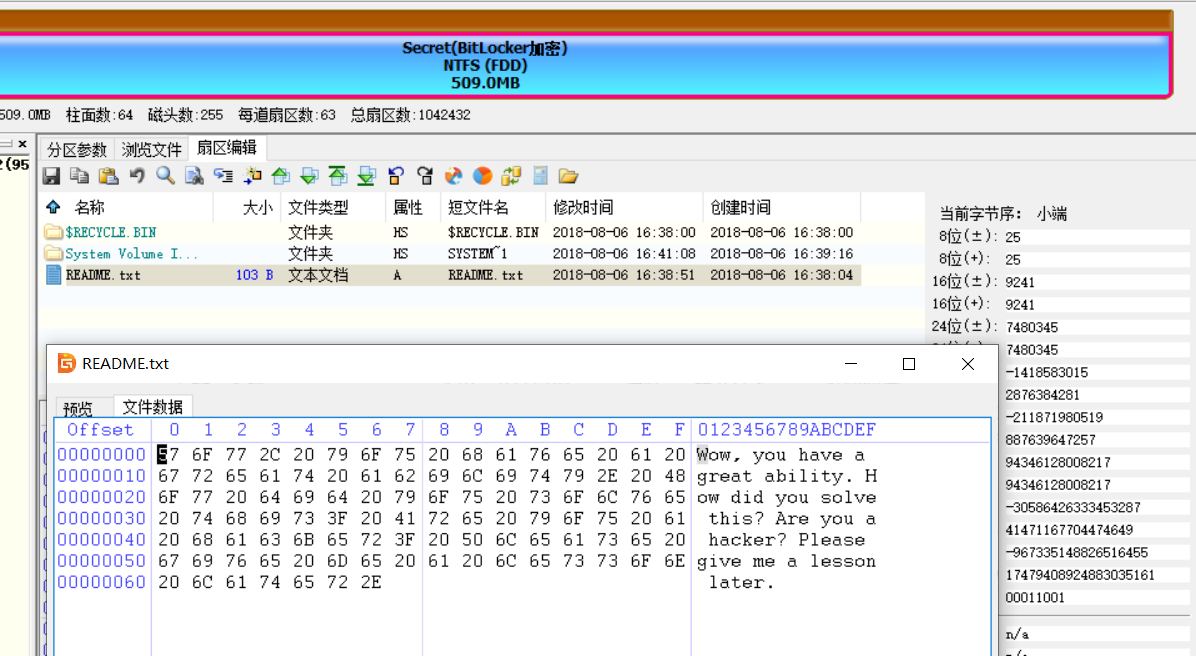 Secret(BitLocker加密)
NTFS (FDD)
509.0MB
509.0MB 柱面数:64 磁头数:255 每道扇区数:63 总扇区数:1042432
2(95
分区参数 浏览文件 扇区编辑
名称 大小 文件类型 属性 短文件名 修改时间 创建时间
$RECYCLE.BIN 文件夹 HS $RECYCLE.BIN 2018-08-06 16:38:00 2018-08-06 16:38:00
System Volume I... 文件夹 HS SYSTEM~1 2018-08-06 16:41:08 2018-08-06 16:39:16
README.txt 103 B 文本文档 A README.txt 2018-08-06 16:38:51 2018-08-06 16:38:04
当前字节序: 小端
8位(±): 25
8位(+): 25
16位(±): 9241
16位(+): 9241
24位(±): 7480345
7480345
-1418583015
2876384281
-211871980519
887639647257
94346128008217
94346128008217
-30586426333453287
41471167704474649
-967335148826516455
17479408924883035161
00011001
n/a
README.txt
预览 文件数据
Offset 0 1 2 3 4 5 6 7 8 9 A B C D E F 0123456789ABCDEF
00000000 57 6F 77 2C 20 79 6F 75 20 68 61 76 65 20 61 20 Wow, you have a
00000010 67 72 65 61 74 20 61 62 69 6C 69 74 79 2E 20 48 great ability. H
00000020 6F 77 20 64 69 64 20 79 6F 75 20 73 6F 6C 76 65 ow did you solve
00000030 20 74 68 69 73 3F 20 41 72 65 20 79 6F 75 20 61 this? Are you a
00000040 20 68 61 63 6B 65 72 3F 20 50 6C 65 61 73 65 20 hacker? Please
00000050 67 69 76 65 20 6D 65 20 61 20 6C 65 73 73 6F 6E give me a lesson
00000060 20 6C 61 74 65 72 2E later.